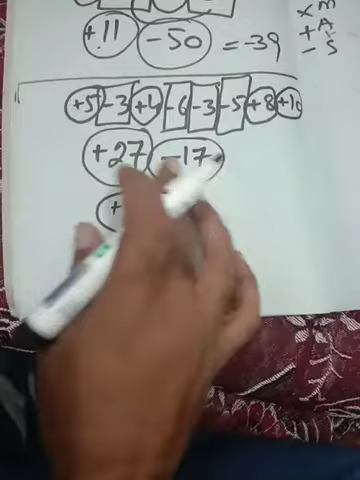 × M
+11 -50 = -39
+ A
- S
+5 -3 +4 -6 -3 -5 +8 +10
+27 -17
+